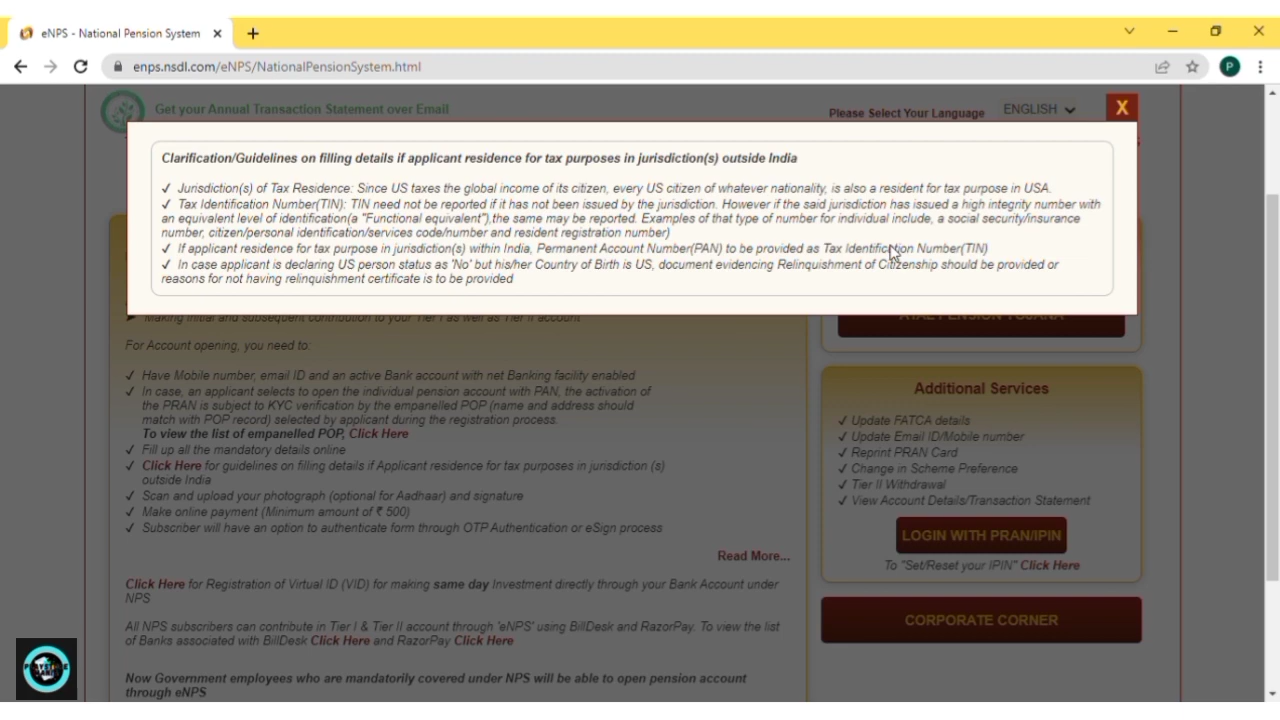 eNPS - National Pension System
enps.nsdl.com/eNPS/NationalPensionSystem.html
P
Get your Annual Transaction Statement over Email
Please Select Your Language ENGLISH
X
Clarification/Guidelines on filling details if applicant residence for tax purposes in jurisdiction(s) outside India
✓ Jurisdiction(s) of Tax Residence: Since US taxes the global income of its citizen, every US citizen of whatever nationality, is also a resident for tax purpose in USA.
✓ Tax Identification Number(TIN): TIN need not be reported if it has not been issued by the jurisdiction. However if the said jurisdiction has issued a high integrity number with
an equivalent level of identification(a "Functional equivalent"),the same may be reported. Examples of that type of number for individual include, a social security/insurance
number, citizen/personal identification/services code/number and resident registration number)
✓ If applicant residence for tax purpose in jurisdiction(s) within India, Permanent Account Number(PAN) to be provided as Tax Identification Number(TIN)
✓ In case applicant is declaring US person status as 'No' but his/her Country of Birth is US, document evidencing Relinquishment of Citizenship should be provided or
reasons for not having relinquishment certificate is to be provided
Making initial and subsequent contribution to your Tier I as well as Tier II account
For Account opening, you need to:
✓ Have Mobile number, email ID and an active Bank account with net Banking facility enabled
✓ In case, an applicant selects to open the individual pension account with PAN, the activation of
the PRAN is subject to KYC verification by the empanelled POP (name and address should
match with POP record) selected by applicant during the registration process.
To view the list of empanelled POP, Click Here
✓ Fill up all the mandatory details online
✓ Click Here for guidelines on filling details if Applicant residence for tax purposes in jurisdiction (s)
outside India
✓ Scan and upload your photograph (optional for Aadhaar) and signature
✓ Make online payment (Minimum amount of ₹ 500)
✓ Subscriber will have an option to authenticate form through OTP Authentication or eSign process
Read More...
Click Here for Registration of Virtual ID (VID) for making same day Investment directly through your Bank Account under
NPS
All NPS subscribers can contribute in Tier I & Tier II account through 'eNPS' using BillDesk and RazorPay. To view the list
of Banks associated with BillDesk Click Here and RazorPay Click Here
Now Government employees who are mandatorily covered under NPS will be able to open pension account
through eNPS
ATAL PENSION YOJANA
Additional Services
✓ Update FATCA details
✓ Update Email ID/Mobile number
✓ Reprint PRAN Card
✓ Change in Scheme Preference
✓ Tier II Withdrawal
✓ View Account Details/Transaction Statement
LOGIN WITH PRAN/IPIN
To "Set/Reset your IPIN" Click Here
CORPORATE CORNER